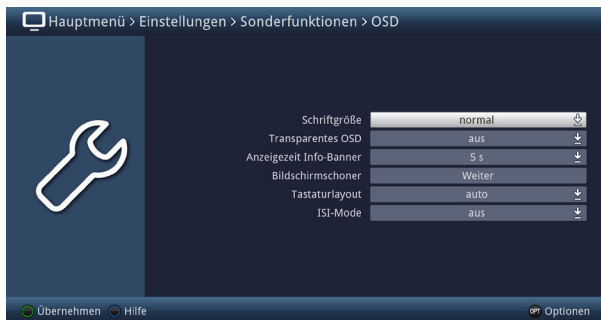 Hauptmenü > Einstellungen > Sonderfunktionen > OSD
Schriftgröße normal
Transparentes OSD aus
Anzeigezeit Info-Banner 5 s
Bildschirmschoner Weiter
Tastaturlayout auto
ISI-Mode aus
Übernehmen Hilfe OPT Optionen